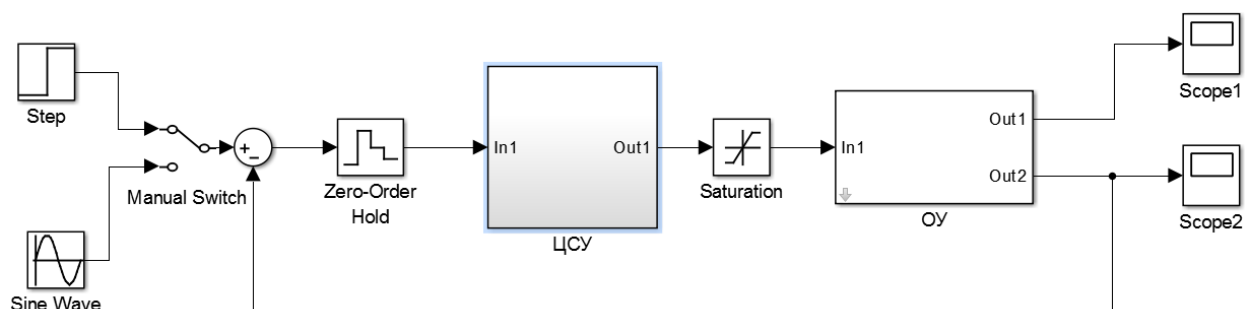 Step
Manual Switch
Sine Wave
+
−
Zero-Order
Hold
In1
Out1
ЦСУ
Saturation
In1
Out1
Out2
ОУ
Scope1
Scope2